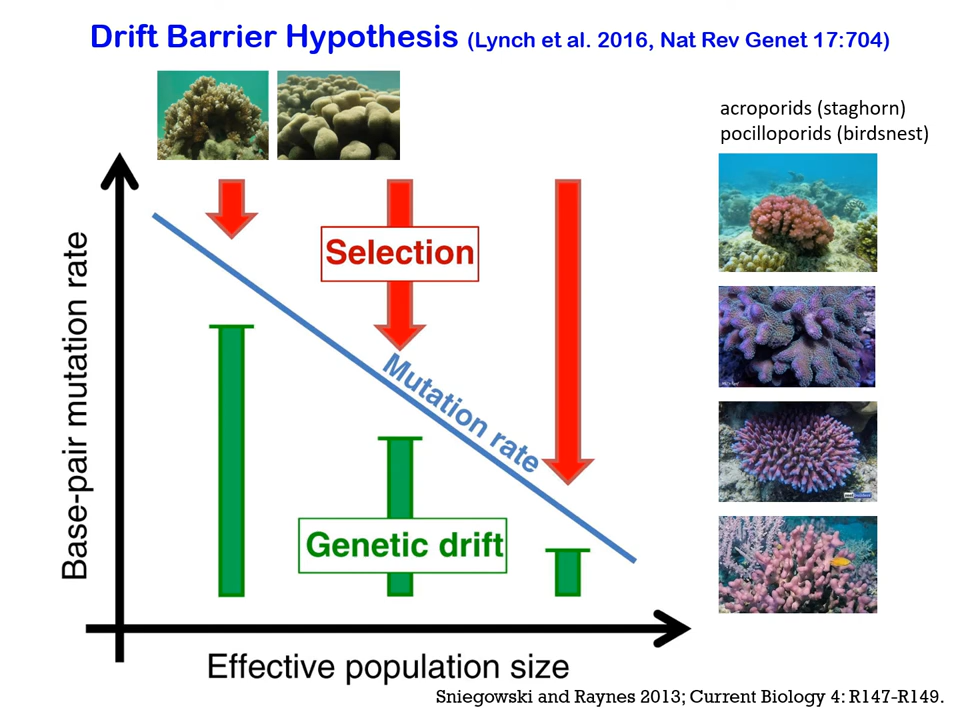 Drift Barrier Hypothesis (Lynch et al. 2016, Nat Rev Genet 17:704)
acroporids (staghorn)
pocilloporids (birdsnest)
Base-pair mutation rate
Selection
Mutation rate
Genetic drift
Effective population size
Sniegowski and Raynes 2013; Current Biology 4: R147-R149.